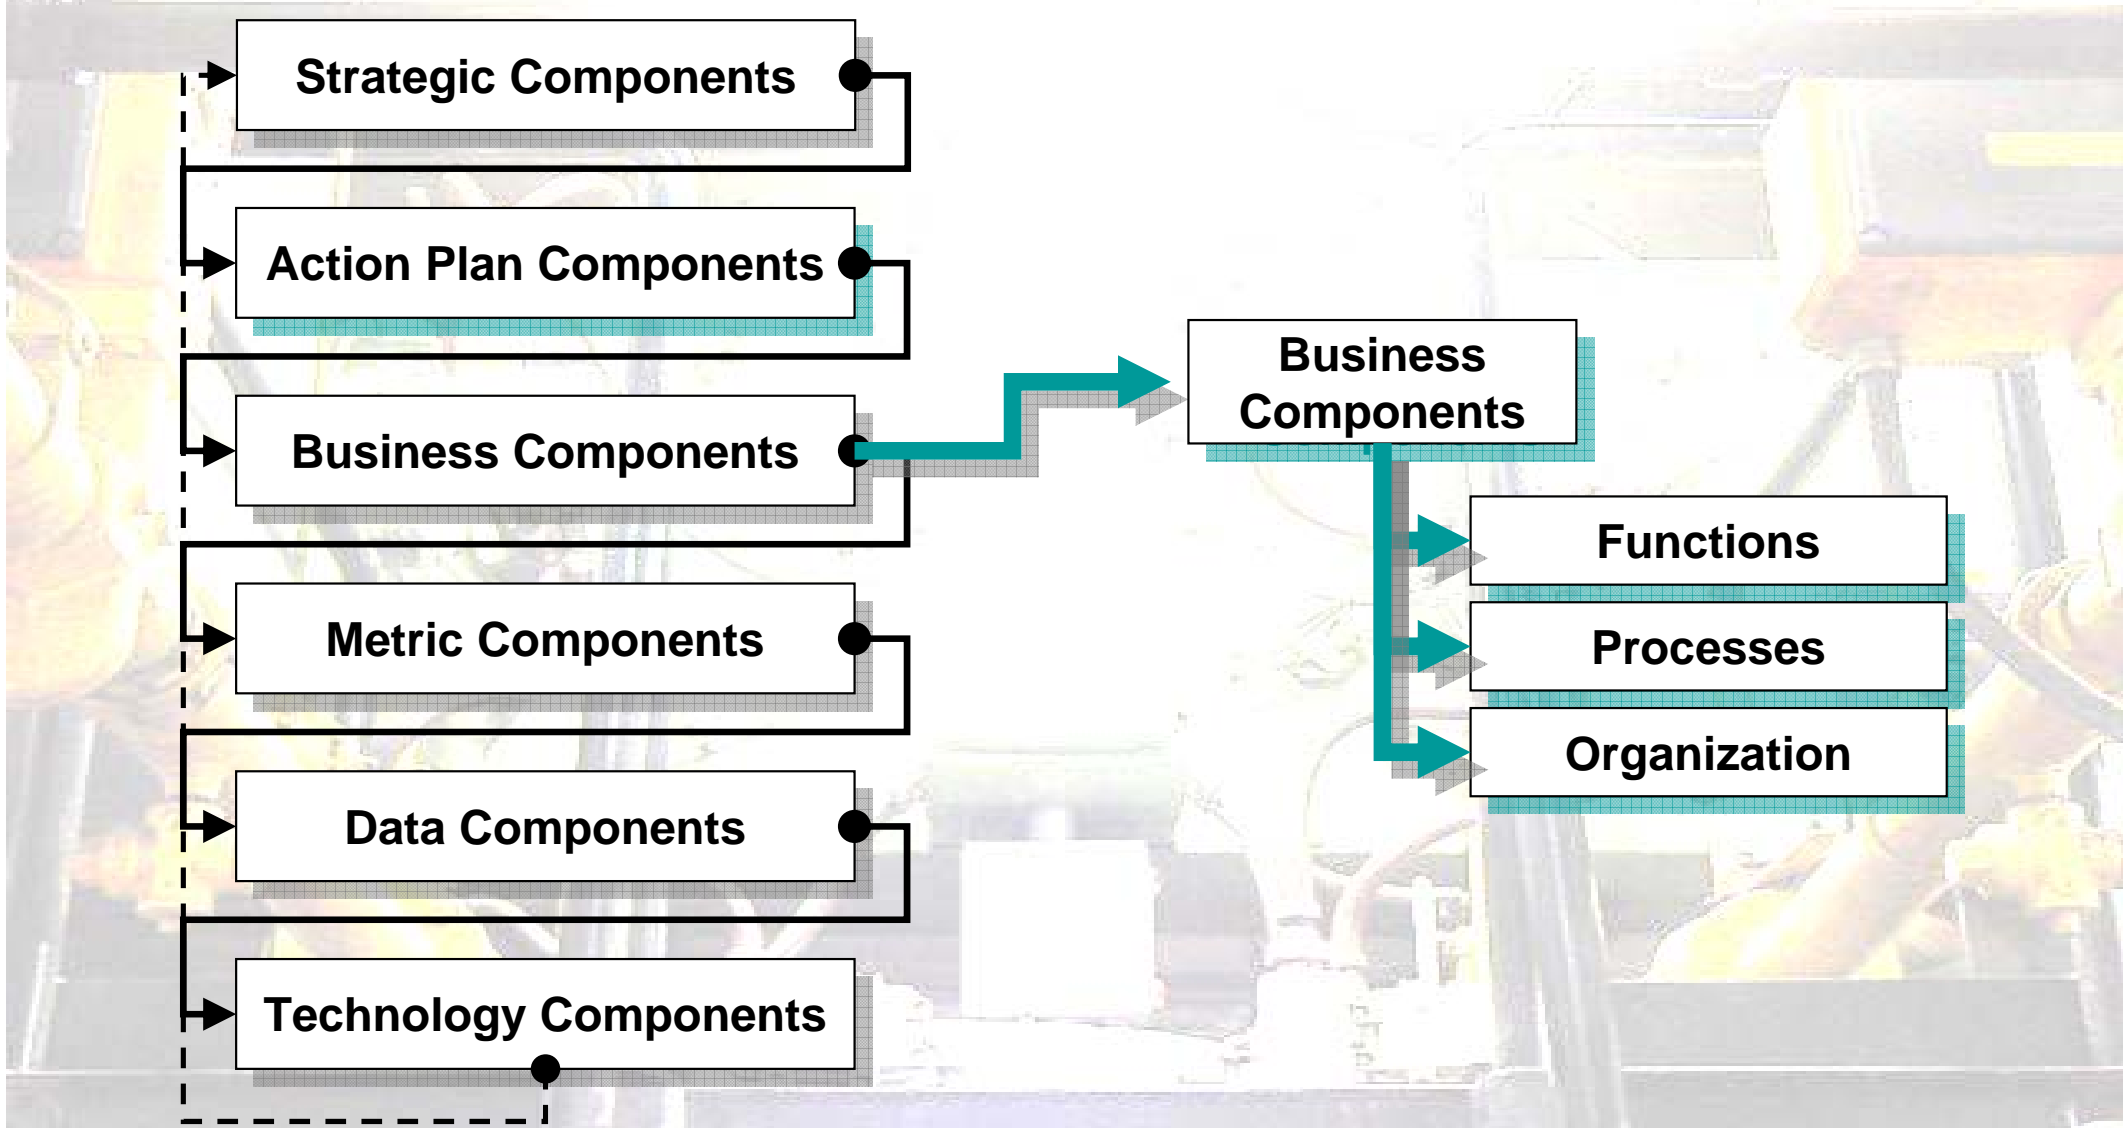 Strategic Components
Action Plan Components
Business Components
Metric Components
Data Components
Technology Components
Business
Components
Functions
Processes
Organization